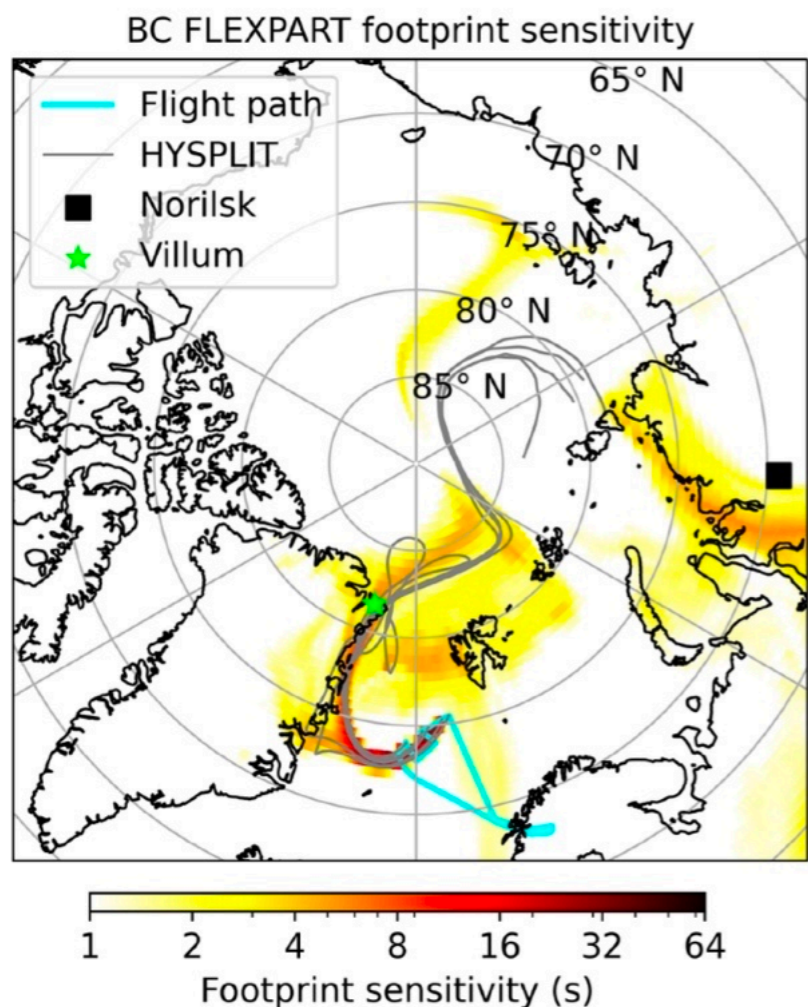 BC FLEXPART footprint sensitivity
Flight path
HYSPLIT
Norilsk
Villum
65° N
70° N
75° N
80° N
85° N
1 2 4 8 16 32 64
Footprint sensitivity (s)